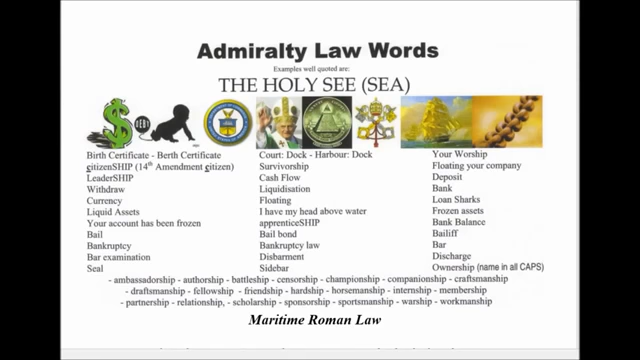 Admiralty Law Words
Examples well quoted are:
THE HOLY SEE (SEA)
DEBT
Birth Certificate - Berth Certificate
citizenSHIP (14th Amendment citizen)
LeaderSHIP
Withdraw
Currency
Liquid Assets
Your account has been frozen
Bail
Bankruptcy
Bar examination
Seal
Court: Dock - Harbour: Dock
Survivorship
Cash Flow
Liquidisation
Floating
I have my head above water
apprenticeSHIP
Bail bond
Bankruptcy law
Disbarment
Sidebar
Your Worship
Floating your company
Deposit
Bank
Loan Sharks
Frozen assets
Bank Balance
Bailiff
Bar
Discharge
Ownership (name in all CAPS)
- ambassadorship - authorship - battleship - censorship - championship - companionship - craftsmanship
- draftsmanship - fellowship - friendship - hardship - horsemanship - internship - membership
- partnership - relationship, - scholarship - sponsorship - sportsmanship - warship - workmanship
Maritime Roman Law